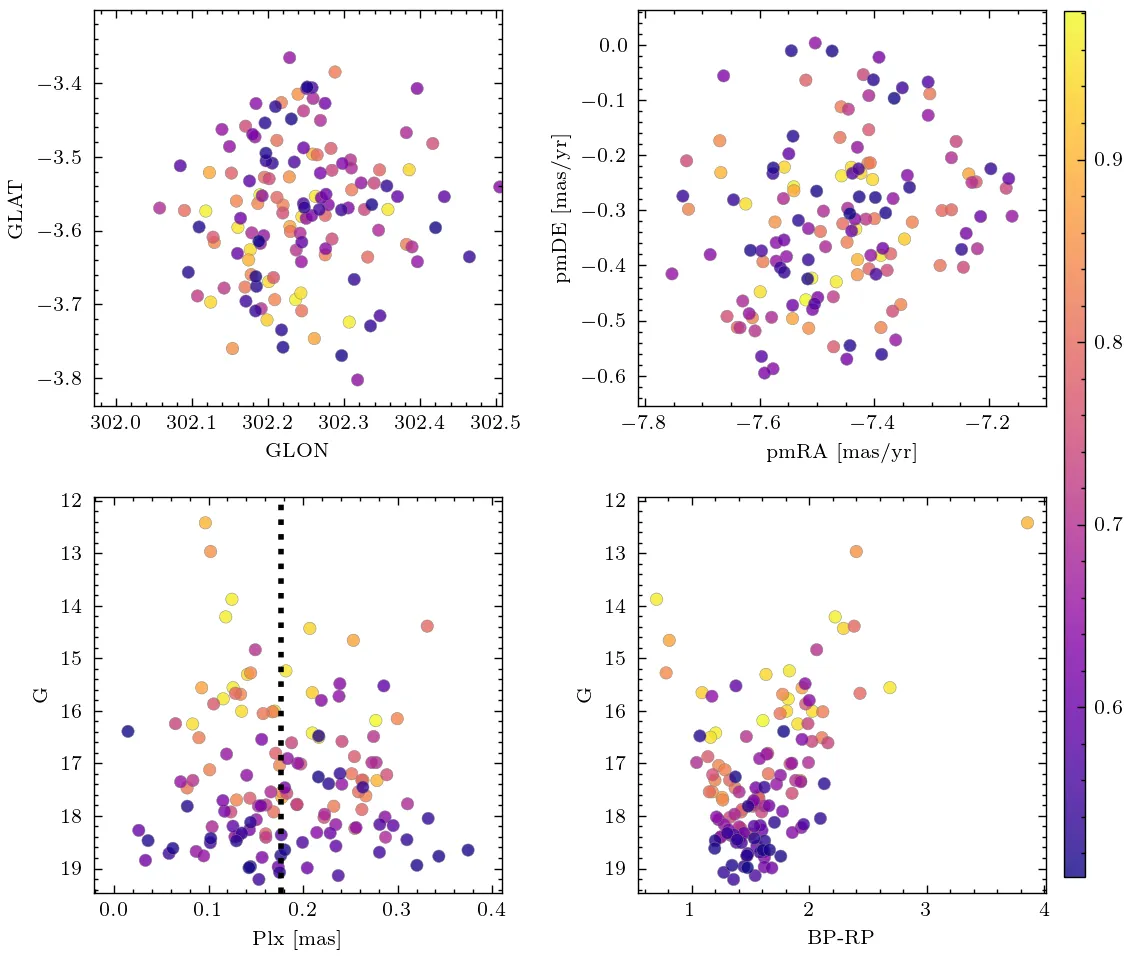 −3.4
−3.5
−3.6
−3.7
−3.8
GLAT
302.0 302.1 302.2 302.3 302.4 302.5
GLON
0.0
−0.1
−0.2
−0.3
−0.4
−0.5
−0.6
pmDE [mas/yr]
−7.8 −7.6 −7.4 −7.2
pmRA [mas/yr]
0.9
0.8
0.7
0.6
12
13
14
15
16
17
18
19
G
0.0 0.1 0.2 0.3 0.4
Plx [mas]
12
13
14
15
16
17
18
19
G
1 2 3 4
BP-RP